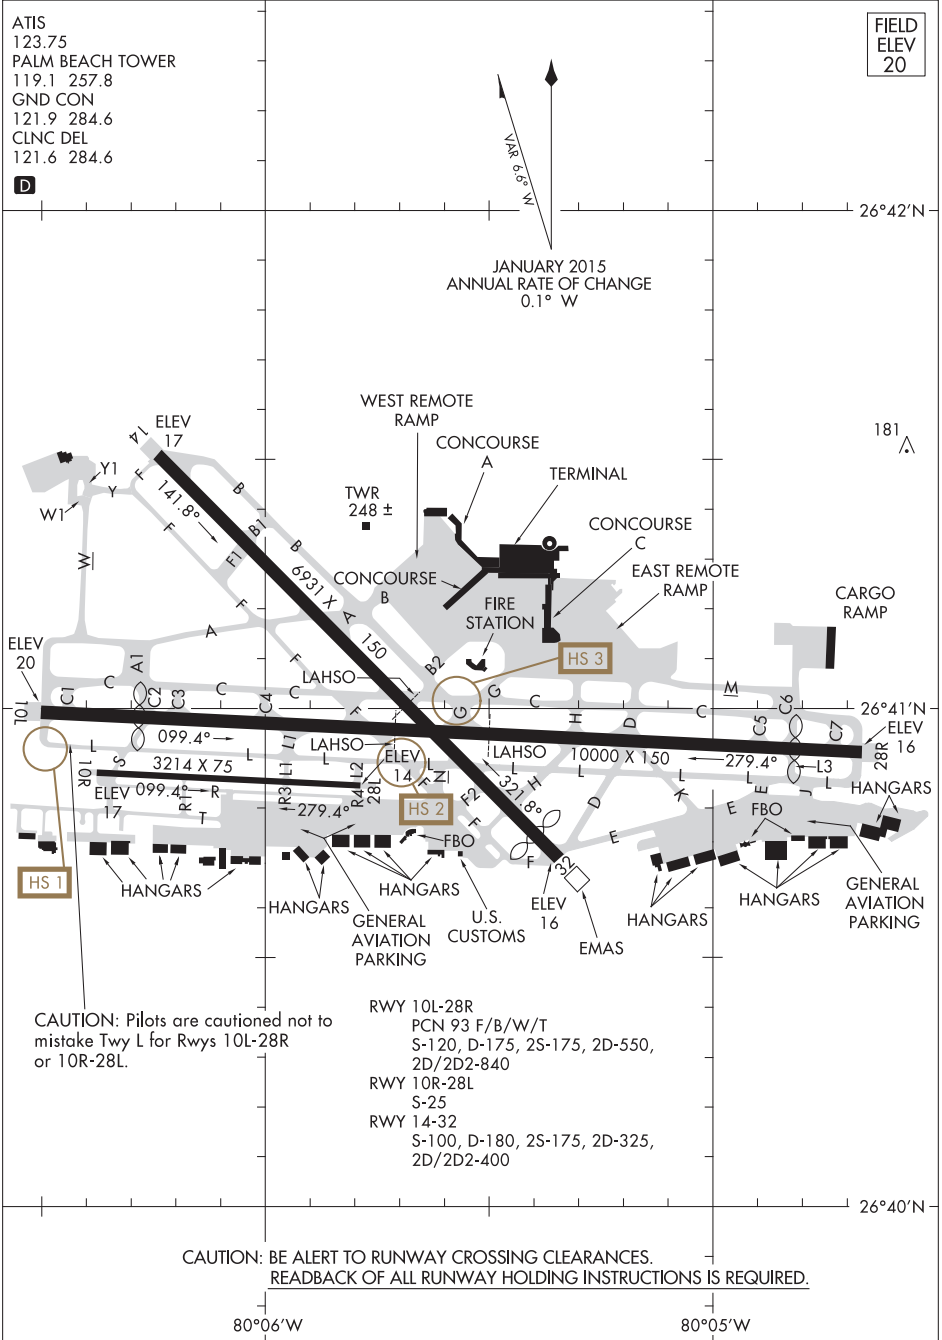 ATIS
123.75
PALM BEACH TOWER
119.1 257.8
GND CON
121.9 284.6
CLNC DEL
121.6 284.6
D
FIELD
ELEV
20
VAR 6.6° W
26°42'N
JANUARY 2015
ANNUAL RATE OF CHANGE
0.1° W
WEST REMOTE
RAMP
CONCOURSE
A
TERMINAL
181
ELEV
17
14
TWR
248 ±
CONCOURSE
C
EAST REMOTE
RAMP
CARGO
RAMP
Y1
Y
W1
W
F
141.8°
B
F
B1
B
F1
6931 X 150
CONCOURSE
B
B
FIRE
STATION
F
A
A
HS 3
ELEV
20
A1
F
LAHSO
B2
C1
C
C2
C3
C
C4
C
F
G
G
C
H
D
C
M
C5
C6
C7
26°41'N
10L
099.4°
LAHSO
LAHSO
10000 X 150
279.4°
ELEV
16
28R
L
10R
S
3214 X 75
L
L1
L1
L
L2
ELEV
14
L
N
L
L
L
L
L3
L
ELEV
17
099.4°
R
R1
T
R3
279.4°
R4
28L
HS 2
F
F2
F
321.8°
H
D
K
E
E
E
J
FBO
HANGARS
HS 1
HANGARS
HANGARS
FBO
HANGARS
GENERAL
AVIATION
PARKING
U.S.
CUSTOMS
F
32
ELEV
16
EMAS
HANGARS
HANGARS
GENERAL
AVIATION
PARKING
CAUTION: Pilots are cautioned not to
mistake Twy L for Rwys 10L-28R
or 10R-28L.
RWY 10L-28R
PCN 93 F/B/W/T
S-120, D-175, 2S-175, 2D-550,
2D/2D2-840
RWY 10R-28L
S-25
RWY 14-32
S-100, D-180, 2S-175, 2D-325,
2D/2D2-400
26°40'N
CAUTION: BE ALERT TO RUNWAY CROSSING CLEARANCES.
READBACK OF ALL RUNWAY HOLDING INSTRUCTIONS IS REQUIRED.
80°06'W
80°05'W